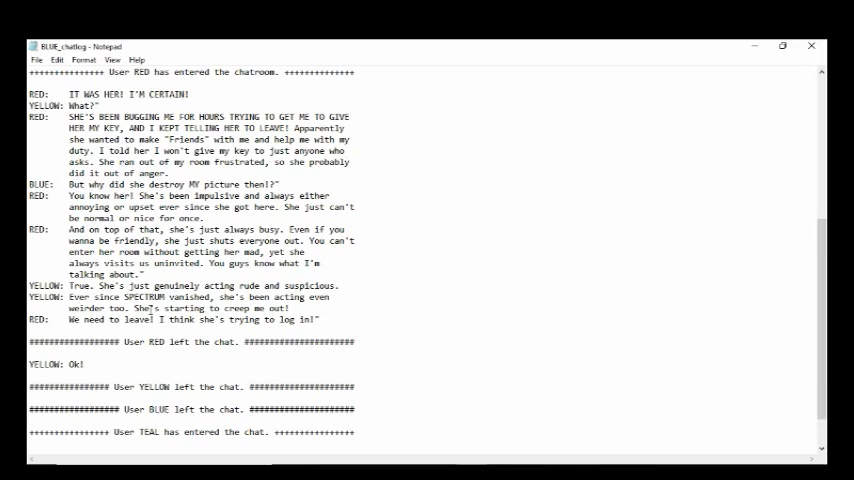 BLUE_chatlog - Notepad
File Edit Format View Help
+++++++++++++++ User RED has entered the chatroom. ++++++++++++++
RED: IT WAS HER! I'M CERTAIN!
YELLOW: What?"
RED: SHE'S BEEN BUGGING ME FOR HOURS TRYING TO GET ME TO GIVE
HER MY KEY, AND I KEPT TELLING HER TO LEAVE! Apparently
she wanted to make "Friends" with me and help me with my
duty. I told her I won't give my key to just anyone who
asks. She ran out of my room frustrated, so she probably
did it out of anger.
BLUE: But why did she destroy MY picture then!?"
RED: You know her! She's been impulsive and always either
annoying or upset ever since she got here. She just can't
be normal or nice for once.
RED: And on top of that, she's just always busy. Even if you
wanna be friendly, she just shuts everyone out. You can't
enter her room without getting her mad, yet she
always visits us uninvited. You guys know what I'm
talking about."
YELLOW: True. She's just genuinely acting rude and suspicious.
YELLOW: Ever since SPECTRUM vanished, she's been acting even
weirder too. She's starting to creep me out!
RED: We need to leave! I think she's trying to log in!"
################## User RED left the chat. ######################
YELLOW: Ok!
################ User YELLOW left the chat. #####################
################## User BLUE left the chat. #####################
++++++++++++++++ User TEAL has entered the chat. ++++++++++++++++